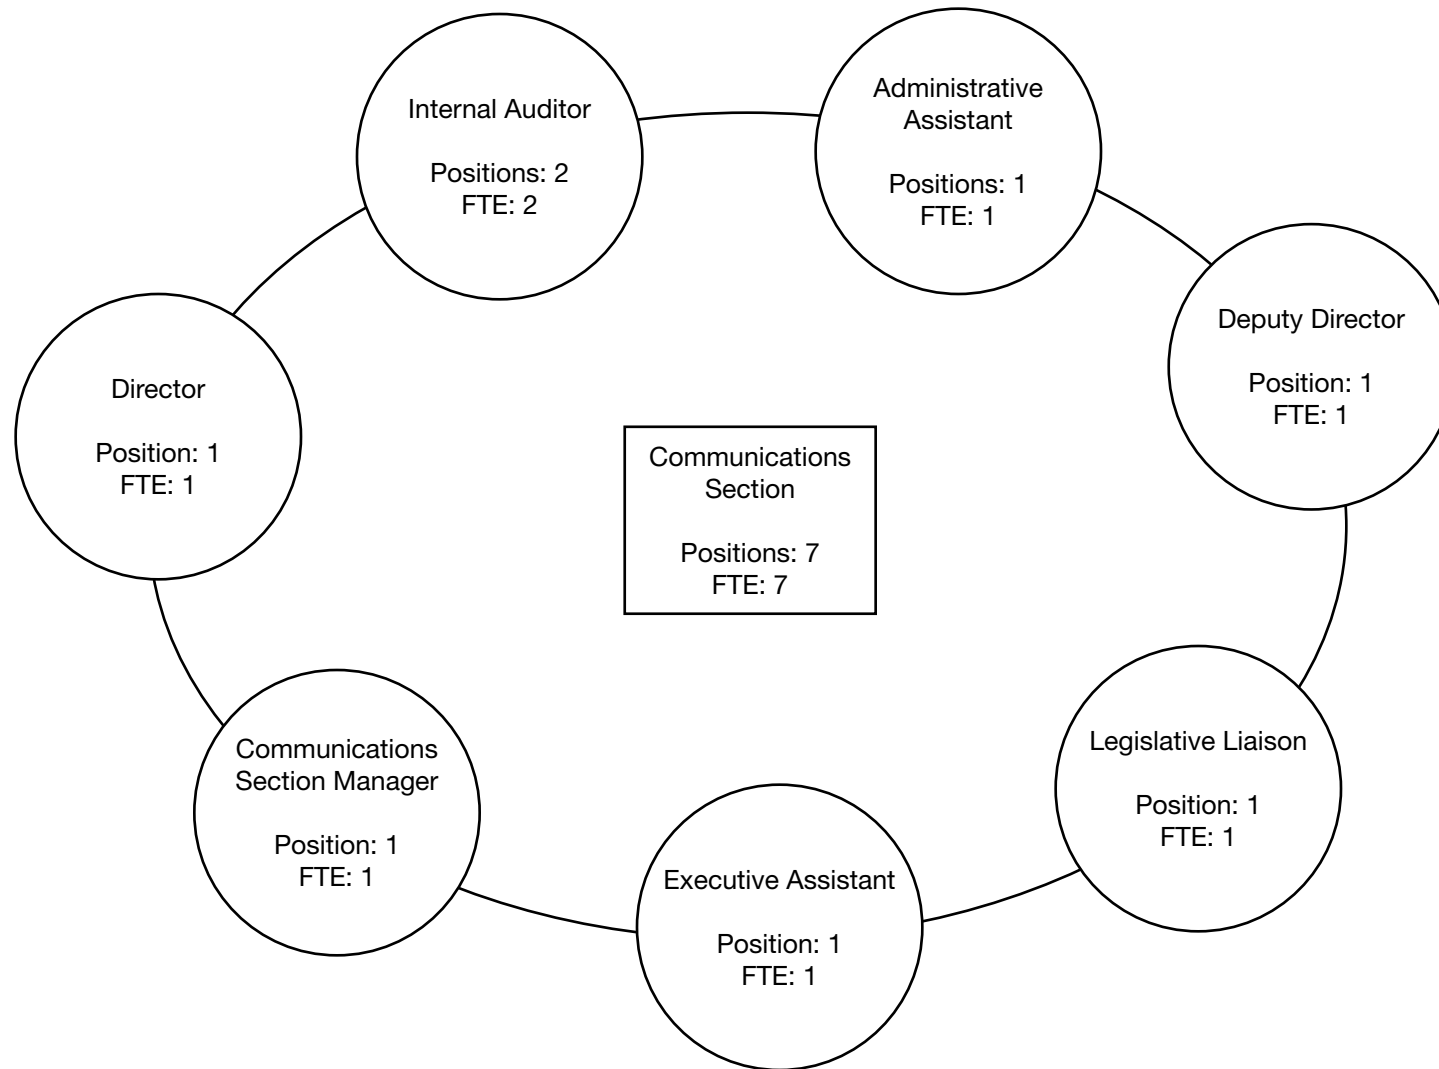 Internal Auditor
Positions: 2
FTE: 2
Administrative
Assistant
Positions: 1
FTE: 1
Deputy Director
Position: 1
FTE: 1
Director
Position: 1
FTE: 1
Communications
Section
Positions: 7
FTE: 7
Communications
Section Manager
Position: 1
FTE: 1
Executive Assistant
Position: 1
FTE: 1
Legislative Liaison
Position: 1
FTE: 1